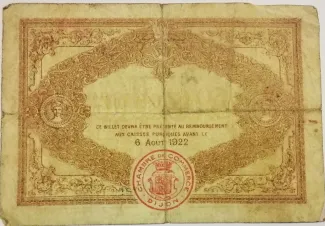 CE BILLET DEVRA ÊTRE PRÉSENTÉ AU REMBOURSEMENT
AUX CAISSES PUBLIQUES AVANT LE
6 Août 1922
CHAMBRE DE COMMERCE
DIJON